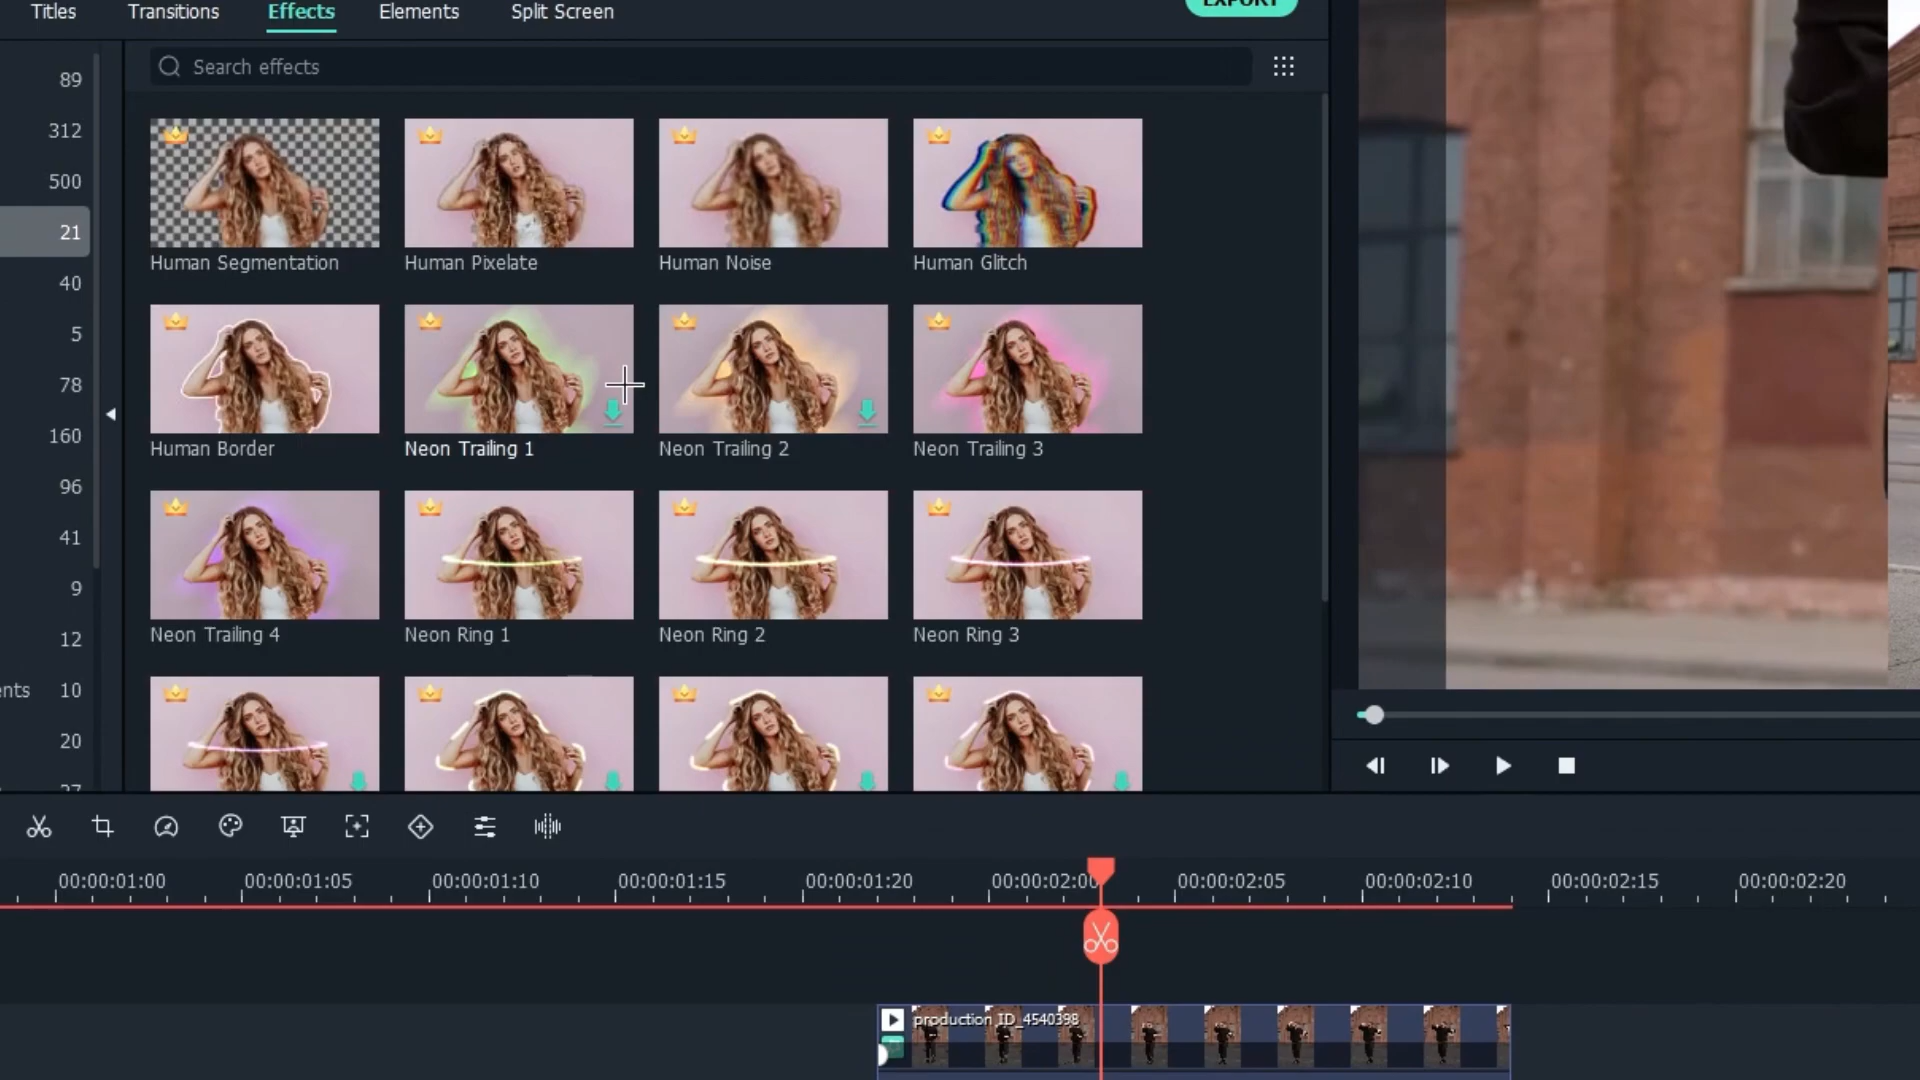 Titles Transitions Effects Elements Split Screen EXPORT
Search effects
89
312
500
21
40
5
78
160
96
41
9
12
10
20
Human Segmentation Human Pixelate Human Noise Human Glitch
Human Border Neon Trailing 1 Neon Trailing 2 Neon Trailing 3
Neon Trailing 4 Neon Ring 1 Neon Ring 2 Neon Ring 3
00:00:01:00 00:00:01:05 00:00:01:10 00:00:01:15 00:00:01:20 00:00:02:00 00:00:02:05 00:00:02:10 00:00:02:15 00:00:02:20
production ID_4540398